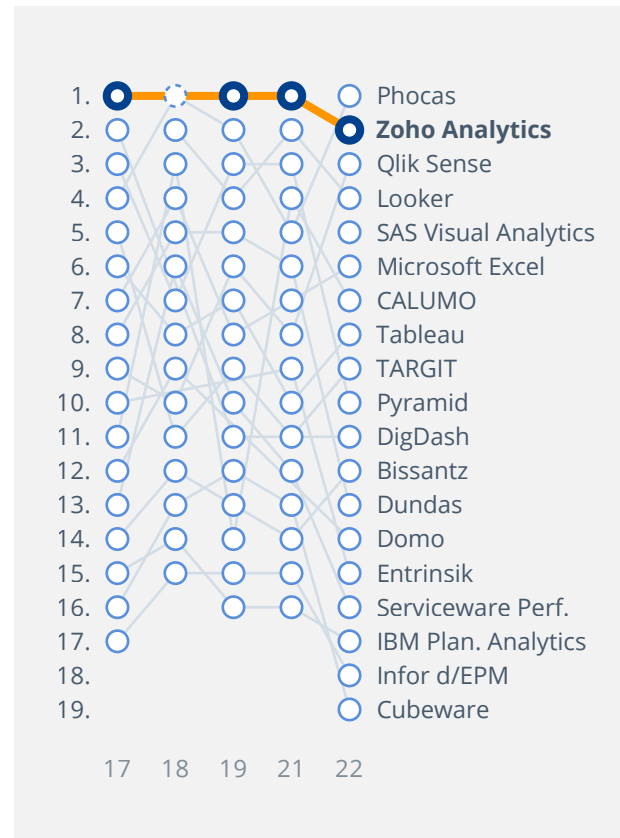 1. Phocas
2. Zoho Analytics
3. Qlik Sense
4. Looker
5. SAS Visual Analytics
6. Microsoft Excel
7. CALUMO
8. Tableau
9. TARGIT
10. Pyramid
11. DigDash
12. Bissantz
13. Dundas
14. Domo
15. Entrinsik
16. Serviceware Perf.
17. IBM Plan. Analytics
18. Infor d/EPM
19. Cubeware
17 18 19 21 22